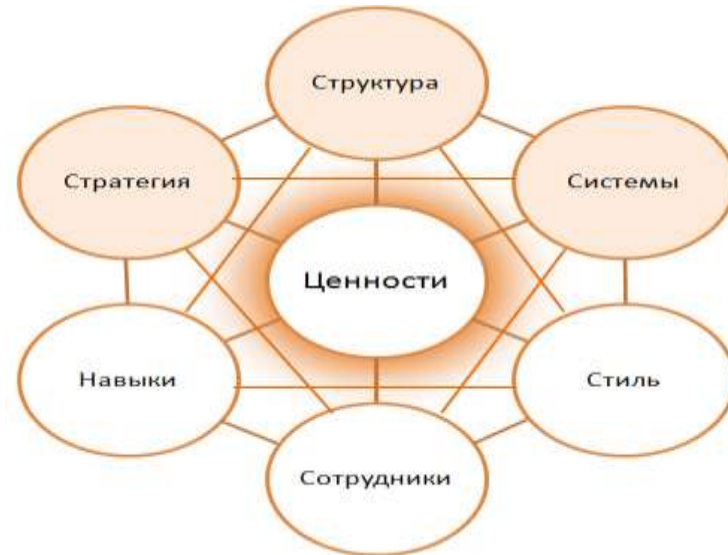 Структура
Стратегия
Системы
Ценности
Навыки
Стиль
Сотрудники